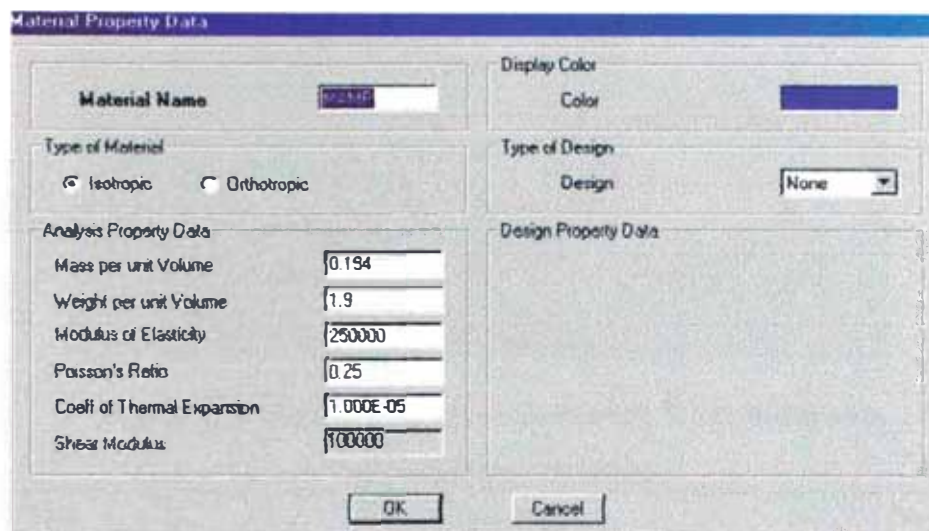 Material Property Data
Material Name
Display Color
Color
Type of Material
Isotropic Orthotropic
Type of Design
Design None
Analysis Property Data
Mass per unit Volume 0.194
Weight per unit Volume 1.9
Modulus of Elasticity 250000
Poisson's Ratio 0.25
Coeff of Thermal Expansion 1.000E-05
Shear Modulus 100000
Design Property Data
OK Cancel